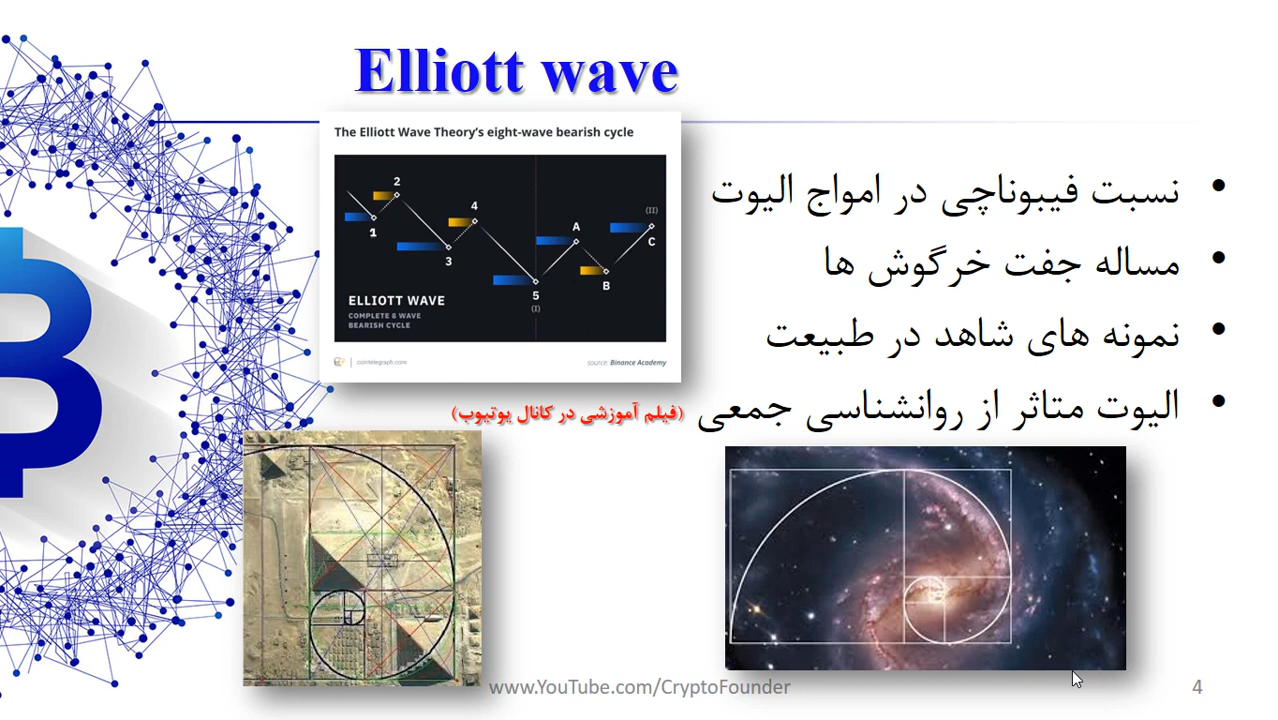 Elliott wave
The Elliott Wave Theory's eight-wave bearish cycle
2
4
(II)
1
A
C
3
B
5
(I)
ELLIOTT WAVE
COMPLETE 8 WAVE
BEARISH CYCLE
cointelegraph.com
source: Binance Academy
• نسبت فیبوناچی در امواج الیوت
• مساله جفت خرگوش ها
• نمونه های شاهد در طبیعت
• الیوت متاثر از روانشناسی جمعی (فیلم آموزشی در کانال یوتیوب)
www.YouTube.com/CryptoFounder
4